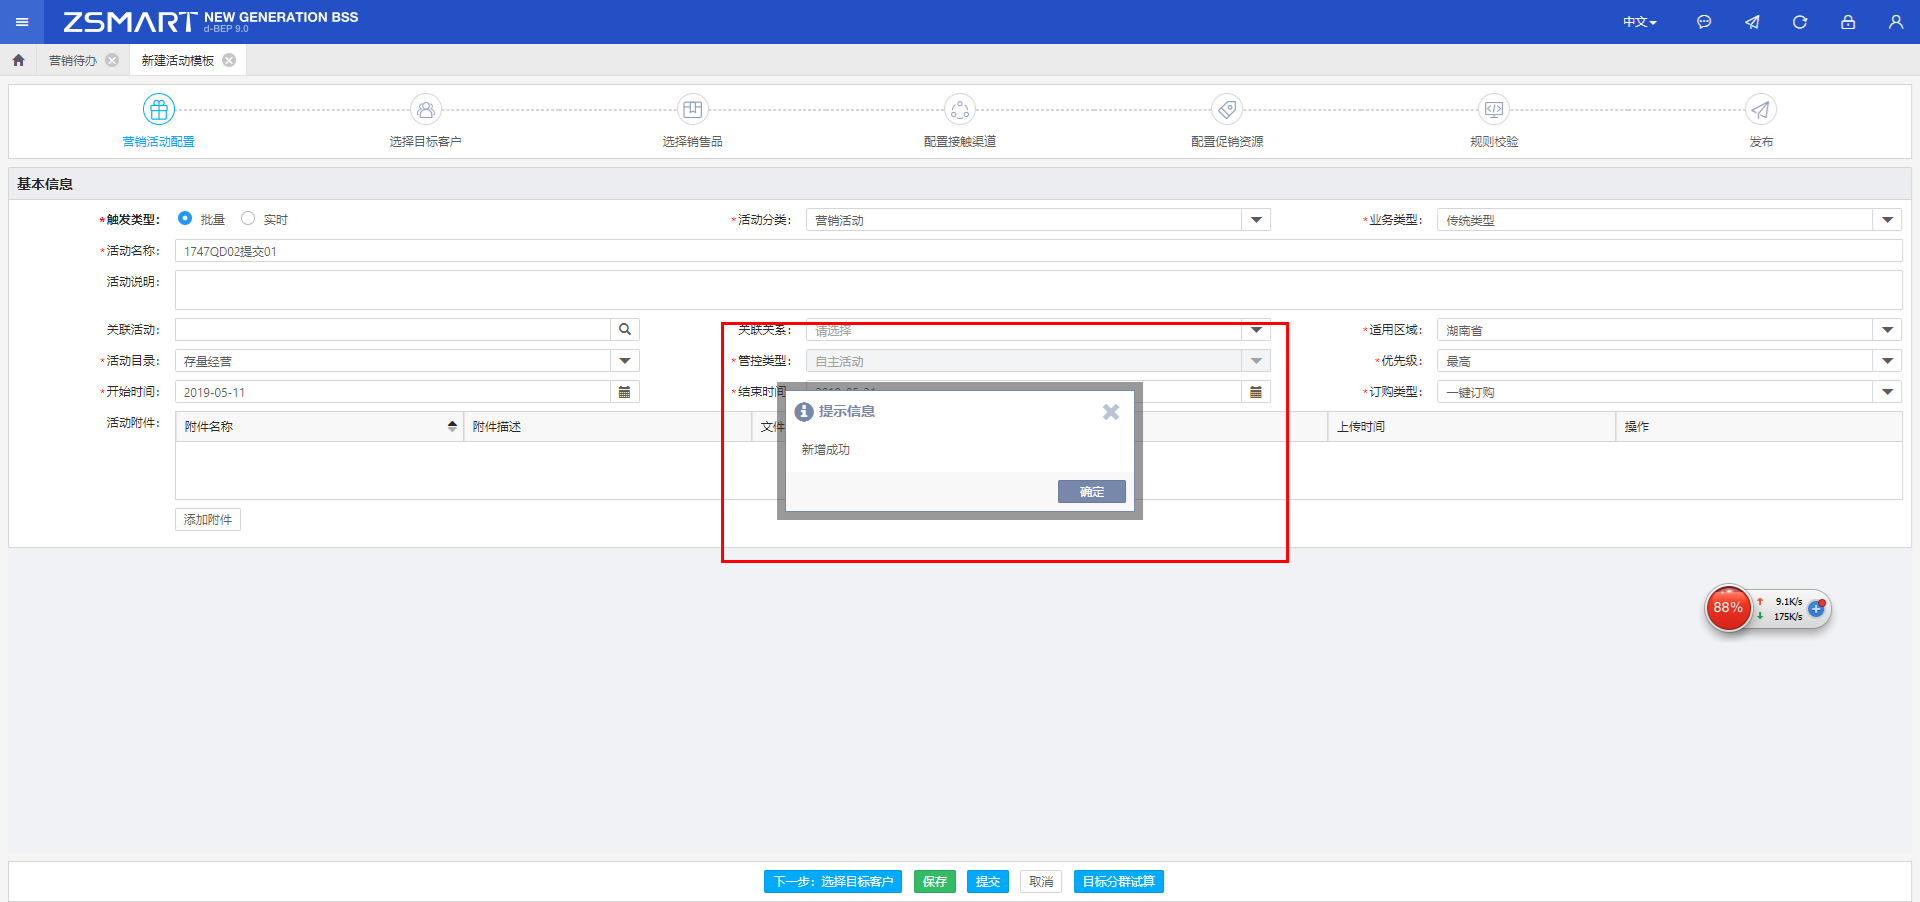 ZSMART NEW GENERATION BSS
d-BEP 9.0
中文
营销待办 新建活动模板
营销活动配置 选择目标客户 选择销售品 配置接触渠道 配置促销资源 规则校验 发布
基本信息
*触发类型: 批量 实时 *活动分类: 营销活动 *业务类型: 传统类型
*活动名称: 1747QD02提交01
活动说明:
关联活动: 关联关系: 请选择 *适用区域: 湖南省
*活动目录: 存量经营 *管控类型: 自主活动 *优先级: 最高
*开始时间: 2019-05-11 *结束时间 *订购类型: 一键订购
活动附件: 附件名称 附件描述 文件 上传时间 操作
提示信息
新增成功
确定
添加附件
88% 9.1K/s
175K/s
下一步: 选择目标客户 保存 提交 取消 目标分群试算